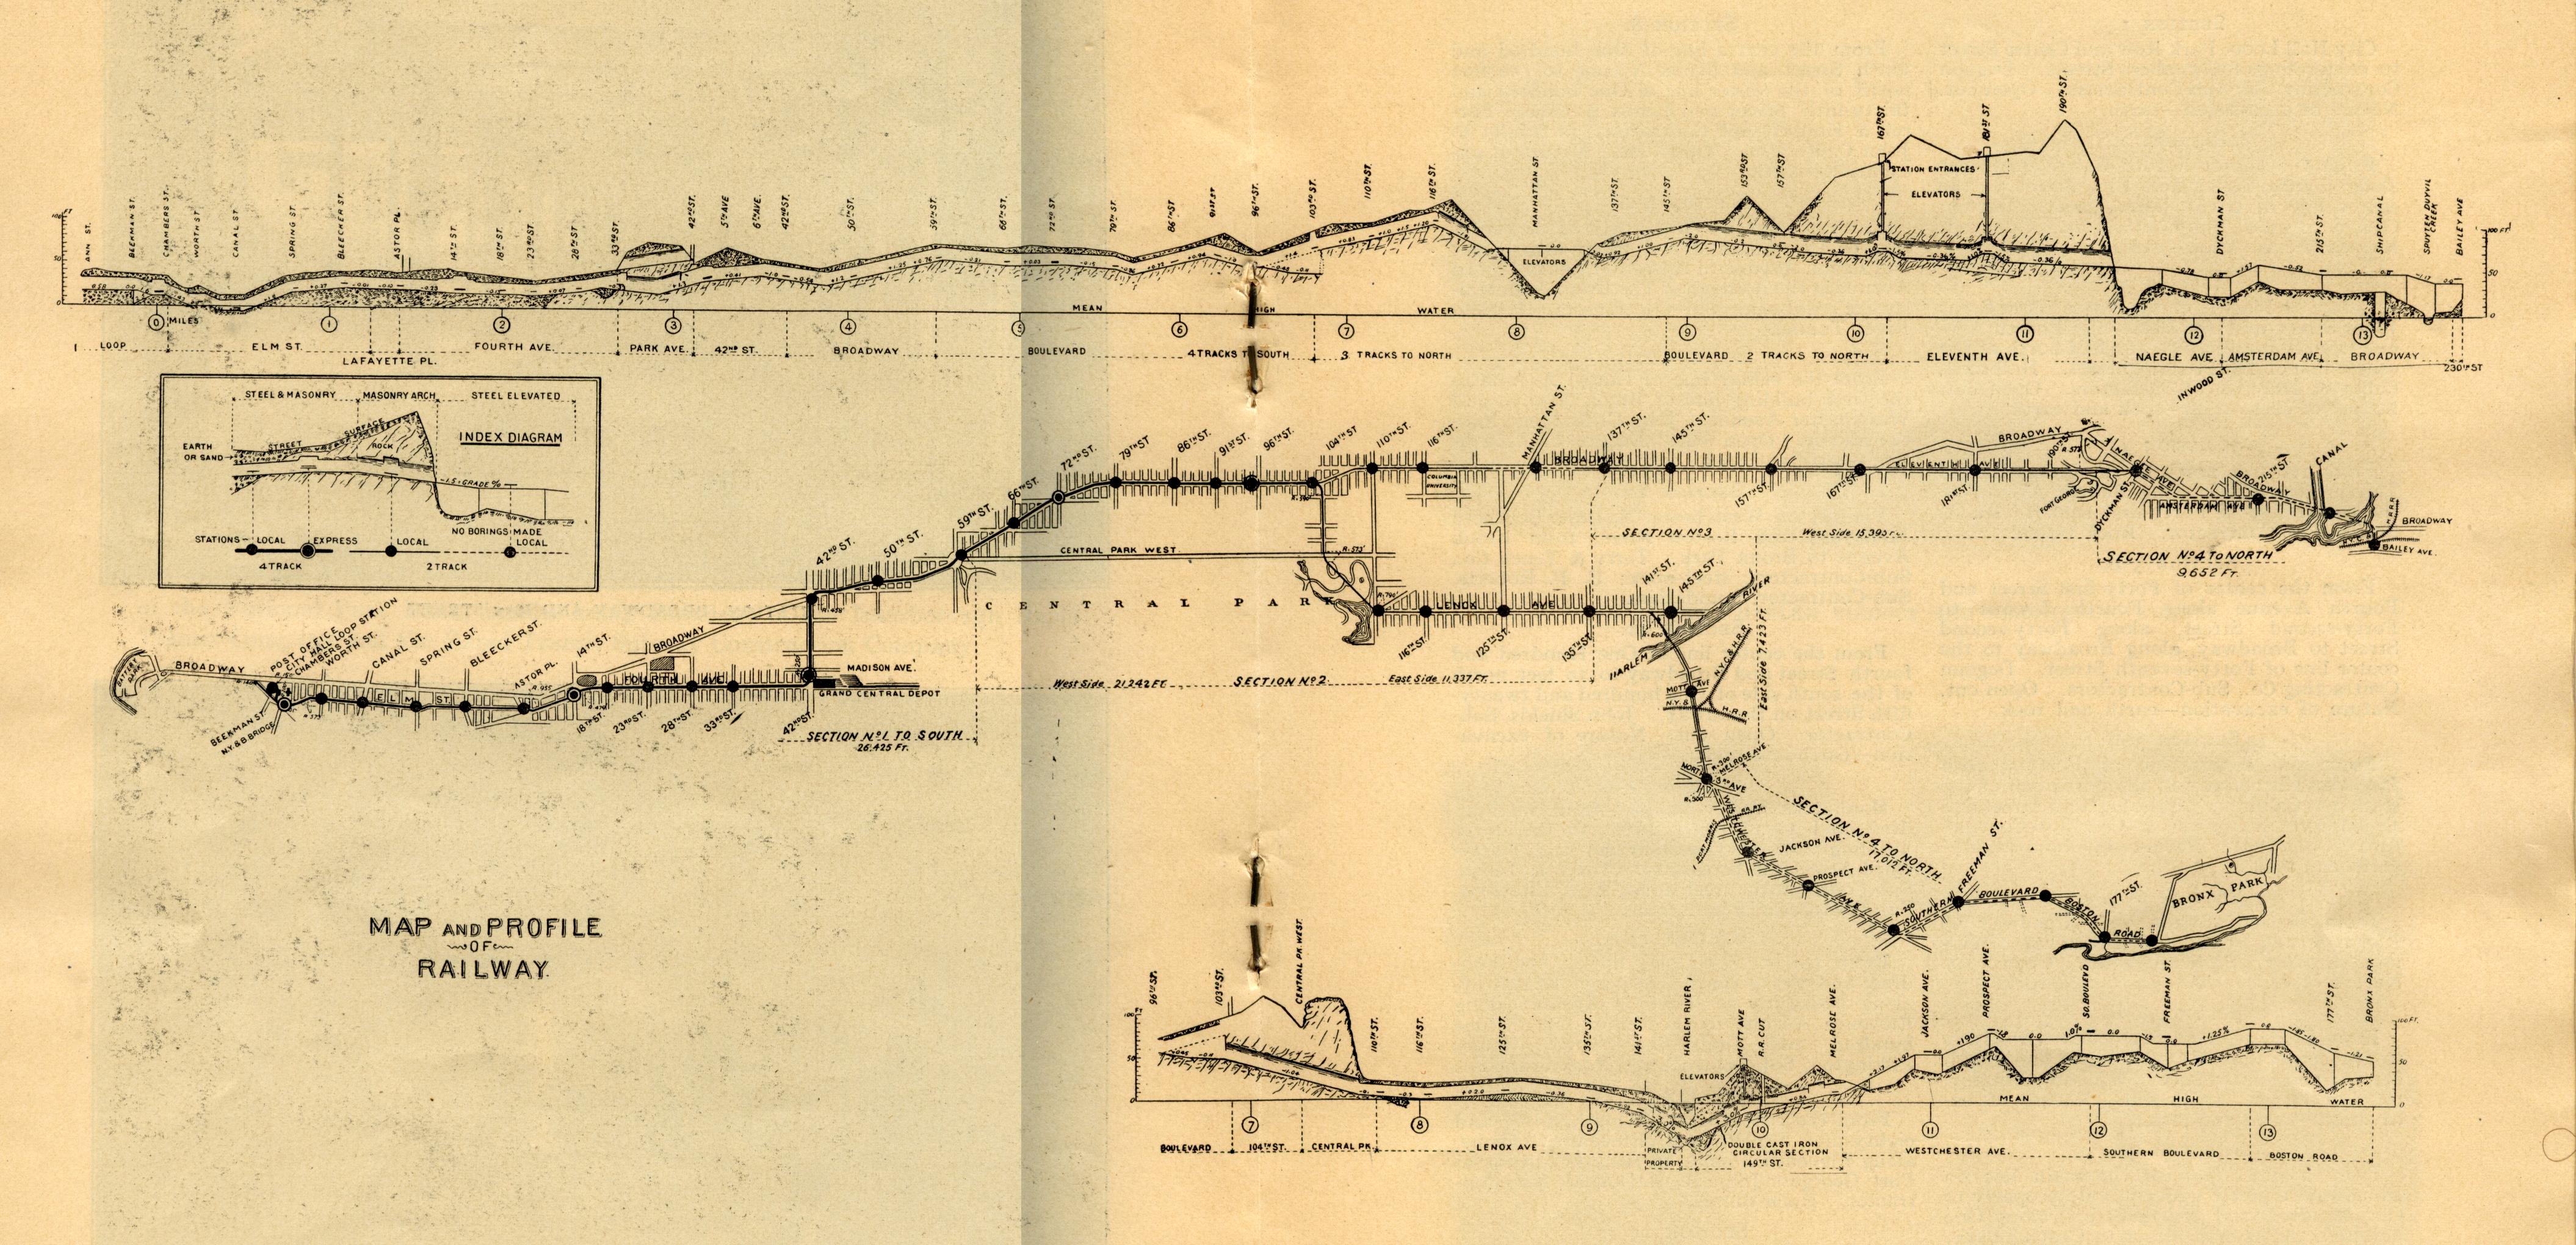 ANN ST.
BEEKMAN ST.
CHAMBERS ST.
WORTH ST.
CANAL ST.
SPRING ST.
BLEECKER ST.
ASTOR PL.
14TH ST.
18TH ST.
23RD ST.
28TH ST.
33RD ST.
42ND ST.
5TH AVE
6TH AVE.
42ND ST.
50TH ST.
59TH ST.
66TH ST.
72ND ST.
79TH ST.
86TH ST.
91ST ST
96TH ST.
103RD ST.
110TH ST.
116TH ST.
MANHATTAN ST
137TH ST.
145TH ST.
153RD ST
157TH ST
167TH ST.
181ST ST
190TH ST.
DYCKMAN ST
215TH ST.
SHIP CANAL
SPUYTEN DUYVIL
CREEK
BAILEY AVE
STATION ENTRANCES
ELEVATORS
ELEVATORS
100 FT
50
0
MEAN HIGH WATER
0 MILES 1 2 3 4 5 6 7 8 9 10 11 12 13
LOOP ELM ST. LAFAYETTE PL. FOURTH AVE. PARK AVE. 42ND ST. BROADWAY BOULEVARD 4 TRACKS TO SOUTH 3 TRACKS TO NORTH BOULEVARD 2 TRACKS TO NORTH ELEVENTH AVE. NAEGLE AVE. AMSTERDAM AVE. BROADWAY
230TH ST
INWOOD ST.
STEEL & MASONRY MASONRY ARCH STEEL ELEVATED
INDEX DIAGRAM
EARTH
OR SAND
STREET
SURFACE
ROCK
-1.5 - GRADE %
NO BORINGS MADE
STATIONS - LOCAL EXPRESS LOCAL LOCAL
4 TRACK 2 TRACK
BATTERY
PARK
BROADWAY
POST OFFICE
CITY HALL LOOP STATION
CHAMBERS ST.
WORTH ST.
CANAL ST.
SPRING ST.
BLEECKER ST.
ASTOR PL.
14TH ST.
BEEKMAN ST.
N.Y. & B. BRIDGE
ELM ST.
BROADWAY
FOURTH AVE
18TH ST.
23RD ST.
28TH ST.
33RD ST.
42ND ST.
MADISON AVE.
GRAND CENTRAL DEPOT
SECTION NO 1 TO SOUTH
26,425 FT.
42ND ST.
50TH ST.
59TH ST.
66TH ST.
72ND ST.
79TH ST
86TH ST.
91ST ST.
96TH ST.
104TH ST
110TH ST.
116TH ST.
MANHATTAN ST.
137TH ST.
145TH ST.
COLUMBIA
UNIVERSITY
BROADWAY
157TH ST.
167TH ST.
ELEVENTH AVE
181ST ST.
BROADWAY
190TH ST.
R. 573
FORT GEORGE
NAEGLE AVE
DYCKMAN ST.
AMSTERDAM AVE
BROADWAY
215TH ST
CANAL
BROADWAY
BAILEY AVE.
CENTRAL PARK WEST
R. 573
CENTRAL PARK
LENOX AVE
116TH ST.
125TH ST.
135TH ST.
141ST ST.
145TH ST.
HARLEM RIVER
SECTION NO 3 West Side 15,393 FT.
SECTION NO 4 TO NORTH
9,652 FT.
West Side 21,242 FT. SECTION NO 2 East Side 11,337 FT.
East Side 7,423 FT.
N.Y.C. & H.R.R.
MOTT AVE
N.Y. &
H.R.R.
R. 300
MELROSE AVE.
3RD AVE
R. 300
WESTCHESTER AVE
JACKSON AVE.
PROSPECT AVE.
SECTION NO 4 TO NORTH
17,012 FT.
R. 250
SOUTHERN BOULEVARD
FREEMAN ST.
BOSTON ROAD
177TH ST.
BRONX PARK
MAP AND PROFILE
OF
RAILWAY.
96TH ST.
103RD ST.
CENTRAL PK. WEST.
110TH ST.
116TH ST.
125TH ST.
135TH ST.
141ST ST.
HARLEM RIVER
MOTT AVE
R.R. CUT
MELROSE AVE.
JACKSON AVE.
PROSPECT AVE.
SO. BOULEVD
FREEMAN ST.
177TH ST.
BRONX PARK
ELEVATORS
100 FT.
50
0
MEAN HIGH WATER
7 8 9 10 11 12 13
BOULEVARD 104TH ST. CENTRAL PK. LENOX AVE PRIVATE PROPERTY
DOUBLE CAST IRON
CIRCULAR SECTION
149TH ST.
WESTCHESTER AVE. SOUTHERN BOULEVARD BOSTON ROAD